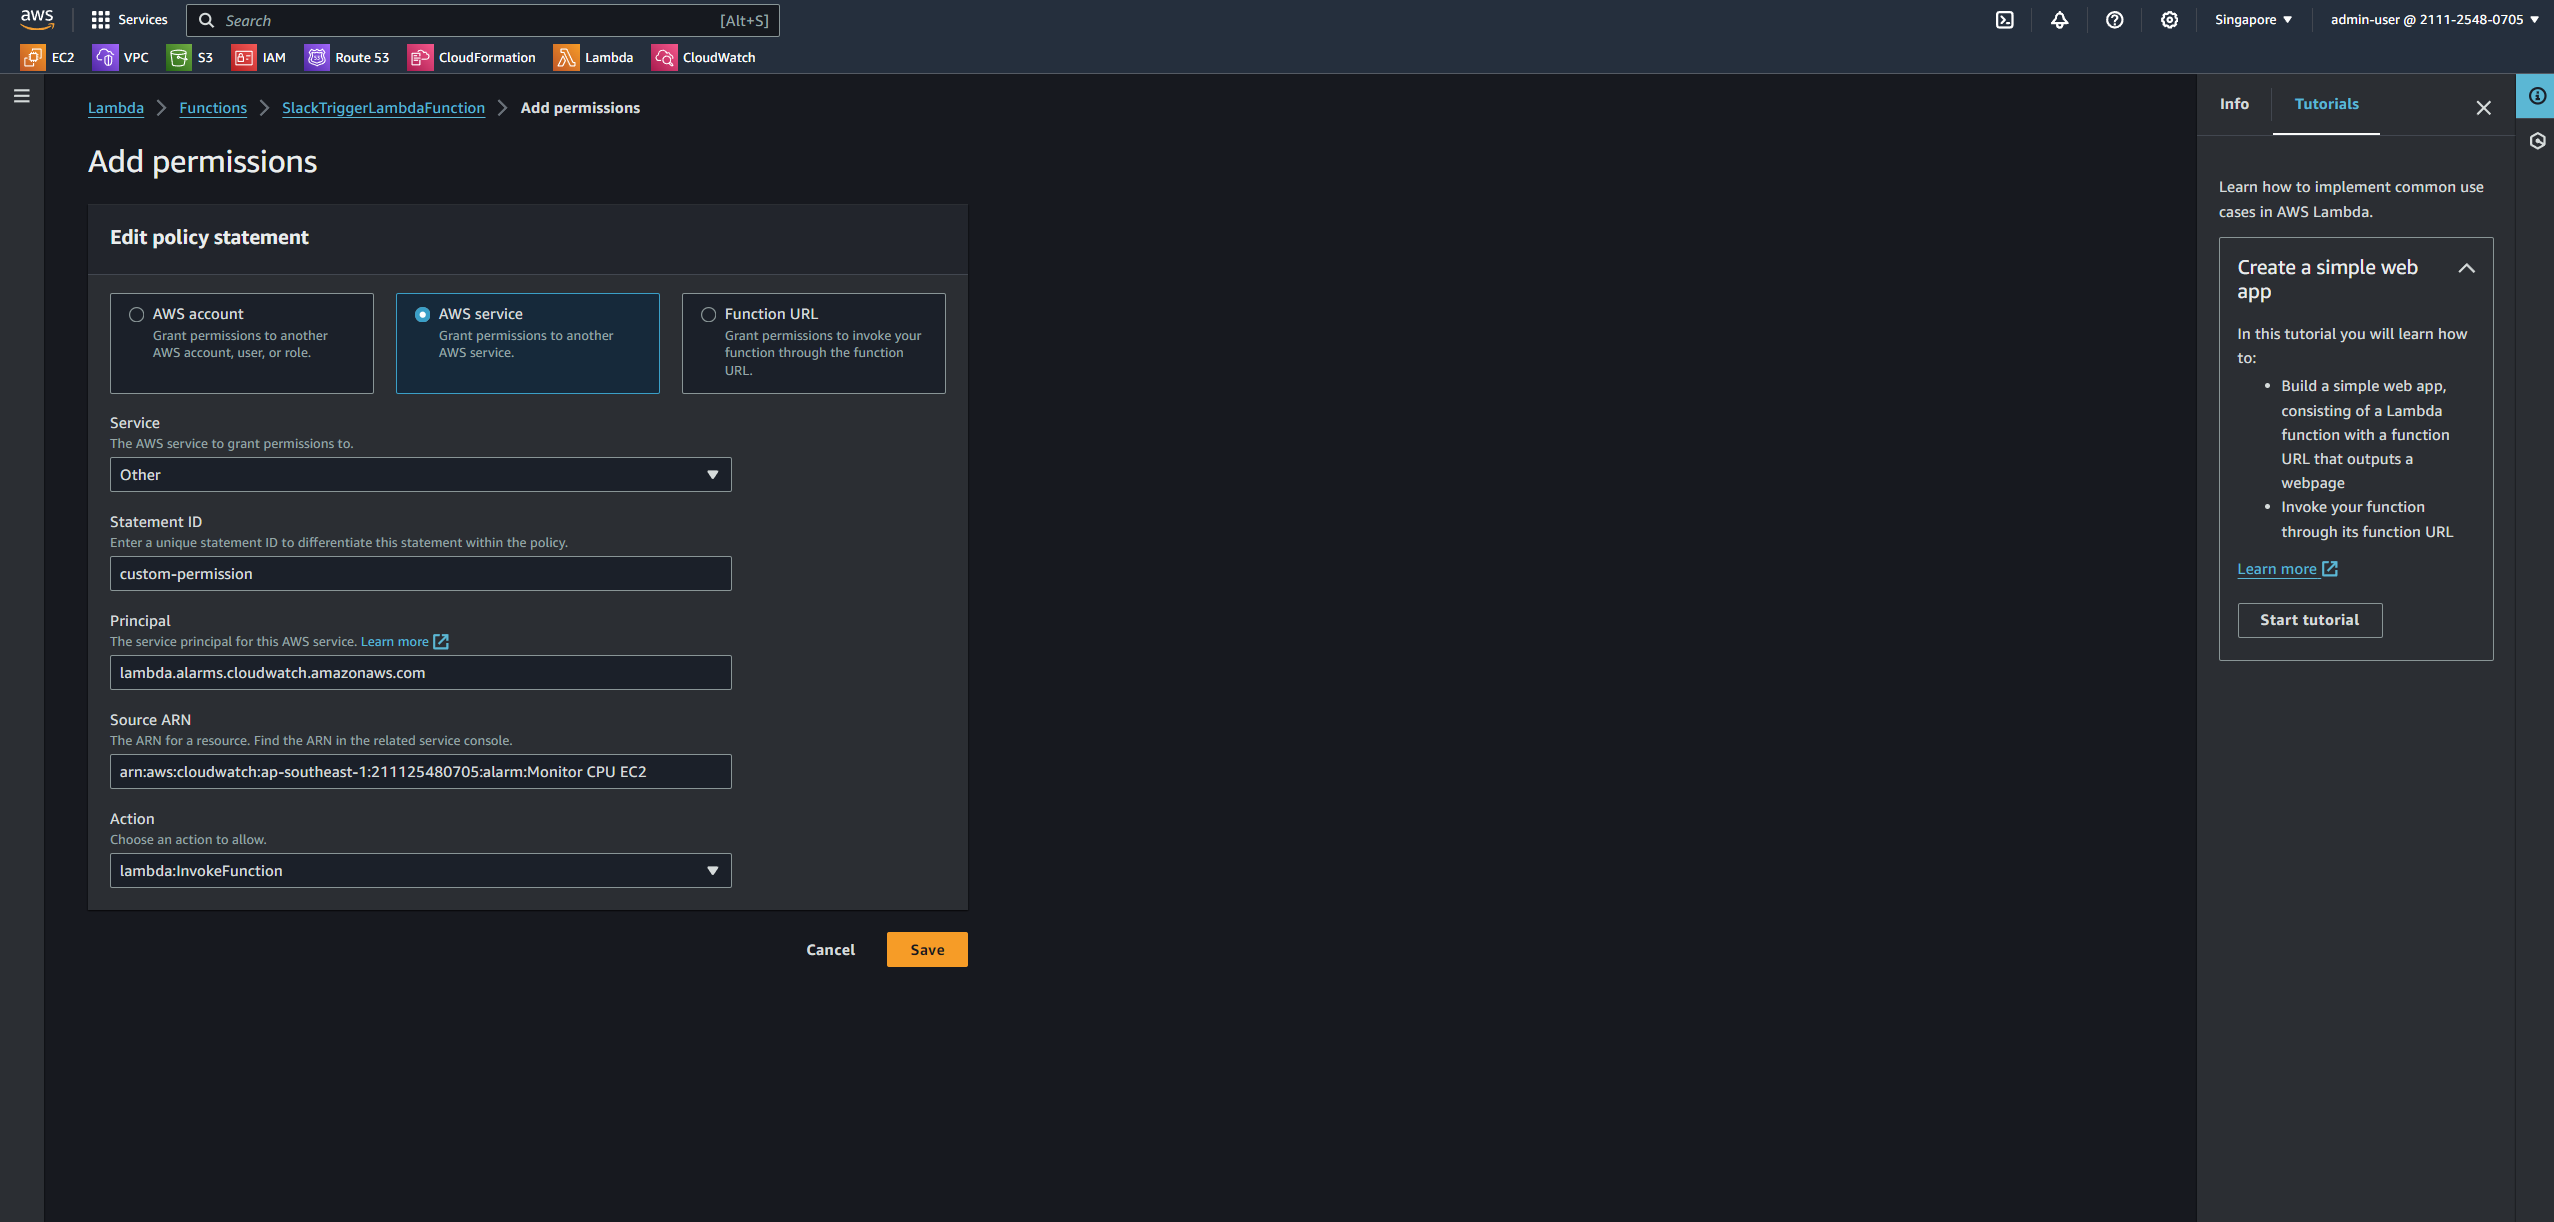 aws Services Search [Alt+S] Singapore ▼ admin-user @ 2111-2548-0705 ▼
EC2 VPC S3 IAM Route 53 CloudFormation Lambda CloudWatch
Lambda > Functions > SlackTriggerLambdaFunction > Add permissions
Add permissions
Edit policy statement
AWS account
Grant permissions to another
AWS account, user, or role.
AWS service
Grant permissions to another
AWS service.
Function URL
Grant permissions to invoke your
function through the function
URL.
Service
The AWS service to grant permissions to.
Other
Statement ID
Enter a unique statement ID to differentiate this statement within the policy.
custom-permission
Principal
The service principal for this AWS service. Learn more
lambda.alarms.cloudwatch.amazonaws.com
Source ARN
The ARN for a resource. Find the ARN in the related service console.
arn:aws:cloudwatch:ap-southeast-1:211125480705:alarm:Monitor CPU EC2
Action
Choose an action to allow.
lambda:InvokeFunction
Cancel Save
Info Tutorials
Learn how to implement common use
cases in AWS Lambda.
Create a simple web
app
In this tutorial you will learn how
to:
• Build a simple web app,
consisting of a Lambda
function with a function
URL that outputs a
webpage
• Invoke your function
through its function URL
Learn more
Start tutorial